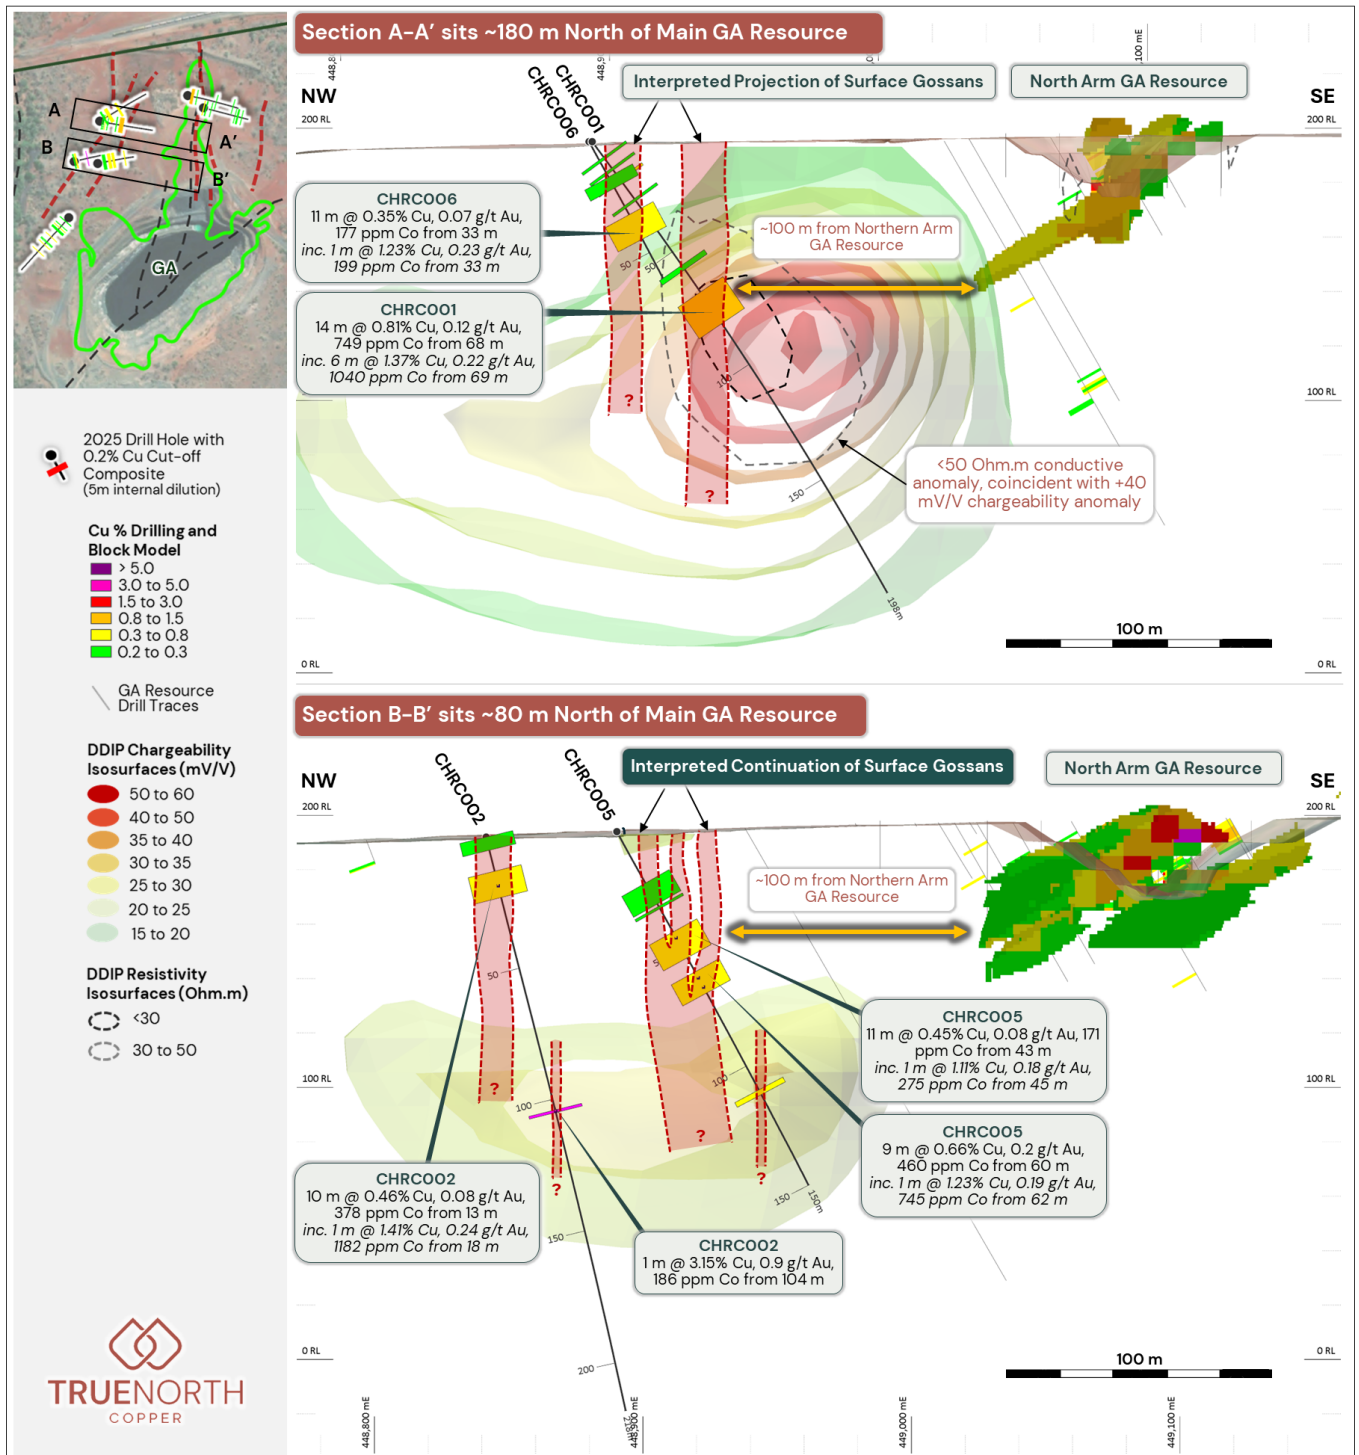 A
A'
B
B'
GA
2025 Drill Hole with
0.2% Cu Cut-off
Composite
(5m internal dilution)
Cu % Drilling and
Block Model
> 5.0
3.0 to 5.0
1.5 to 3.0
0.8 to 1.5
0.3 to 0.8
0.2 to 0.3
GA Resource
Drill Traces
DDIP Chargeability
Isosurfaces (mV/V)
50 to 60
40 to 50
35 to 40
30 to 35
25 to 30
20 to 25
15 to 20
DDIP Resistivity
Isosurfaces (Ohm.m)
<30
30 to 50
TRUENORTH
COPPER
Section A-A' sits ~180 m North of Main GA Resource
NW
200 RL
CHRC006
CHRC001
Interpreted Projection of Surface Gossans
North Arm GA Resource
SE
200 RL
CHRC006
11 m @ 0.35% Cu, 0.07 g/t Au,
177 ppm Co from 33 m
inc. 1 m @ 1.23% Cu, 0.23 g/t Au,
199 ppm Co from 33 m
CHRC001
14 m @ 0.81% Cu, 0.12 g/t Au,
749 ppm Co from 68 m
inc. 6 m @ 1.37% Cu, 0.22 g/t Au,
1040 ppm Co from 69 m
~100 m from Northern Arm
GA Resource
50
50
100
150
198m
?
?
100 RL
<50 Ohm.m conductive
anomaly, coincident with +40
mV/V chargeability anomaly
100 m
0 RL
0 RL
Section B-B' sits ~80 m North of Main GA Resource
NW
200 RL
CHRC002
CHRC005
Interpreted Continuation of Surface Gossans
North Arm GA Resource
SE
200 RL
~100 m from Northern Arm
GA Resource
50
100
150
200
100
150
150m
?
?
?
?
100 RL
100 RL
CHRC005
11 m @ 0.45% Cu, 0.08 g/t Au, 171
ppm Co from 43 m
inc. 1 m @ 1.11% Cu, 0.18 g/t Au,
275 ppm Co from 45 m
CHRC005
9 m @ 0.66% Cu, 0.2 g/t Au,
460 ppm Co from 60 m
inc. 1 m @ 1.23% Cu, 0.19 g/t Au,
745 ppm Co from 62 m
CHRC002
10 m @ 0.46% Cu, 0.08 g/t Au,
378 ppm Co from 13 m
inc. 1 m @ 1.41% Cu, 0.24 g/t Au,
1182 ppm Co from 18 m
CHRC002
1 m @ 3.15% Cu, 0.9 g/t Au,
186 ppm Co from 104 m
100 m
0 RL
0 RL
448,800 mE
448,900 mE
449,000 mE
449,100 mE